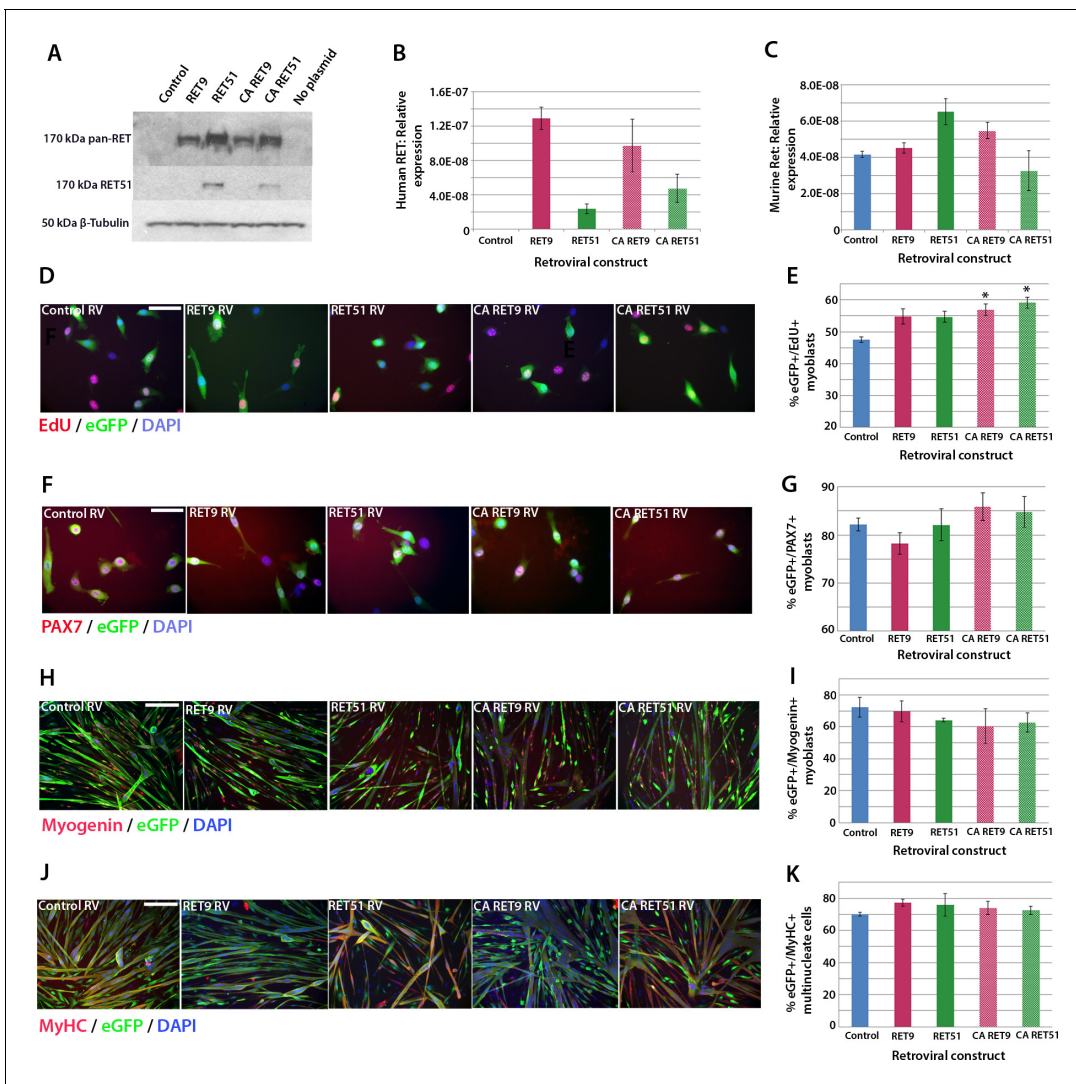 A
Control
RET9
RET51
CA RET9
CA RET51
No plasmid
170 kDa pan-RET
170 kDa RET51
50 kDa β-Tubulin
B
Human RET: Relative
expression
1.6E-07
1.2E-07
8.0E-08
4.0E-08
0
Control
RET9
RET51
CA RET9
CA RET51
Retroviral construct
C
Murine Ret: Relative
expression
8.0E-08
6.0E-08
4.0E-08
2.0E-08
0
Control
RET9
RET51
CA RET9
CA RET51
Retroviral construct
D
Control RV
RET9 RV
RET51 RV
CA RET9 RV
CA RET51 RV
F
E
EdU / eGFP / DAPI
E
% eGFP+/EdU+
myoblasts
60
50
40
30
20
* *
Control
RET9
RET51
CA RET9
CA RET51
Retroviral construct
F
Control RV
RET9 RV
RET51 RV
CA RET9 RV
CA RET51 RV
PAX7 / eGFP / DAPI
G
% eGFP+/PAX7+
myoblasts
90
80
70
60
Control
RET9
RET51
CA RET9
CA RET51
Retroviral construct
H
Control RV
RET9 RV
RET51 RV
CA RET9 RV
CA RET51 RV
Myogenin / eGFP / DAPI
I
% eGFP+/Myogenin+
myoblasts
80
60
40
20
0
Control
RET9
RET51
CA RET9
CA RET51
Retroviral construct
J
Control RV
RET9 RV
RET51 RV
CA RET9 RV
CA RET51 RV
MyHC / eGFP / DAPI
K
% eGFP+/MyHC+
multinucleate cells
80
60
40
20
0
Control
RET9
RET51
CA RET9
CA RET51
Retroviral construct